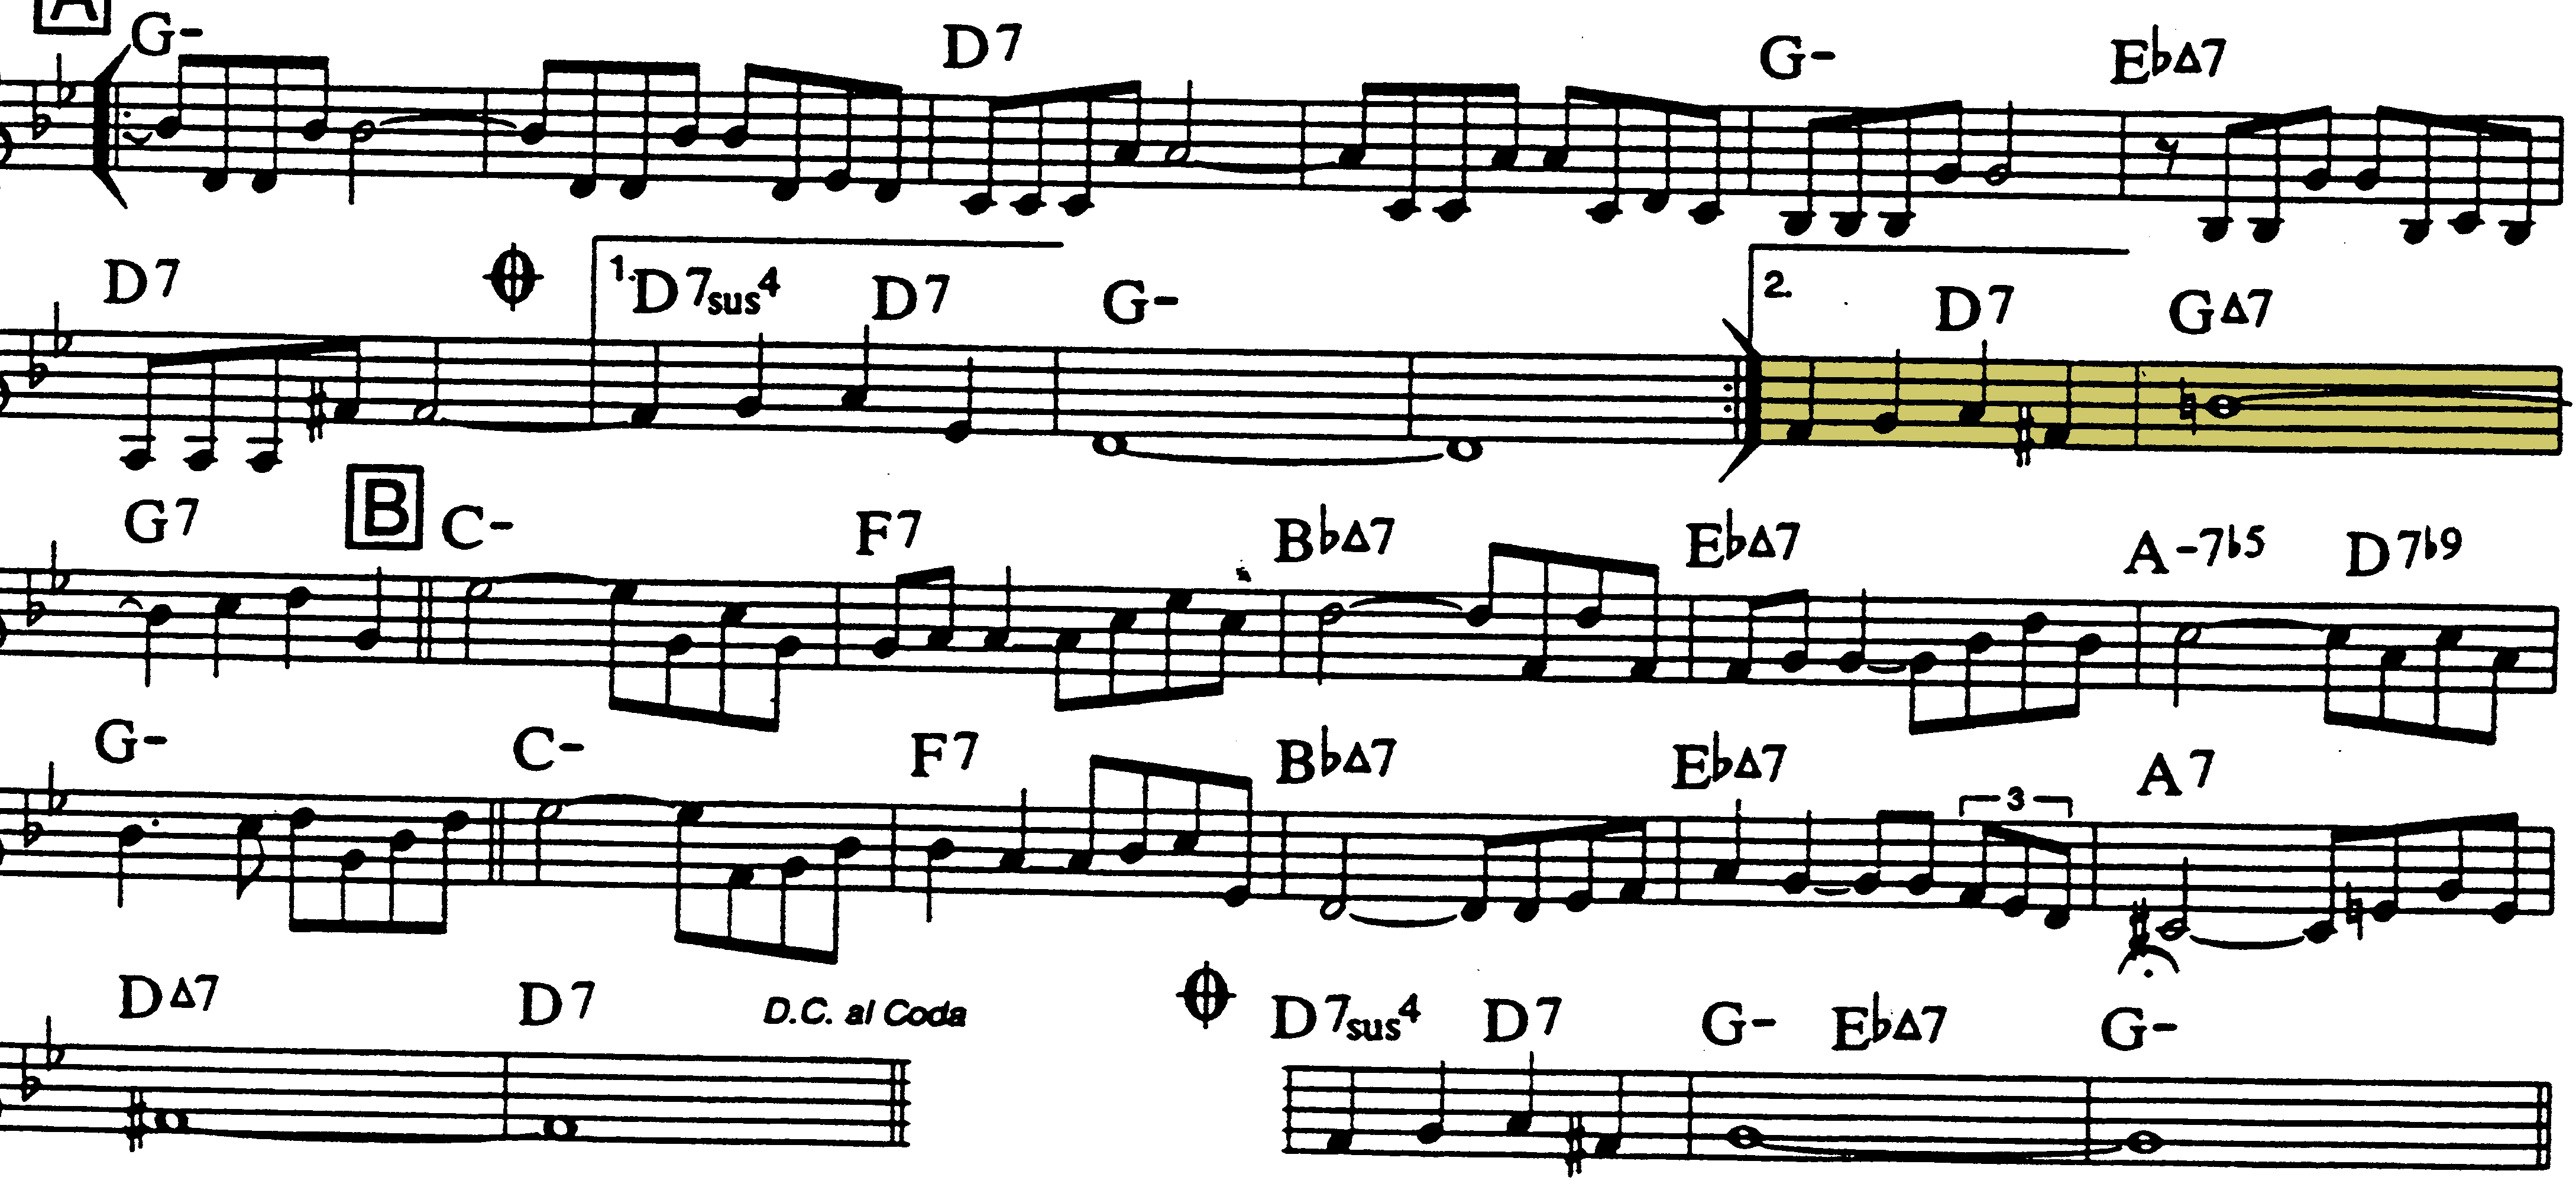 A
G- D7 G- E♭Δ7
D7 1. D7sus4 D7 G- 2. D7 GΔ7
G7 B C- F7 B♭Δ7 E♭Δ7 A-7♭5 D7♭9
G- C- F7 B♭Δ7 E♭Δ7 3 A7
DΔ7 D7 D.C. al Coda D7sus4 D7 G- E♭Δ7 G-